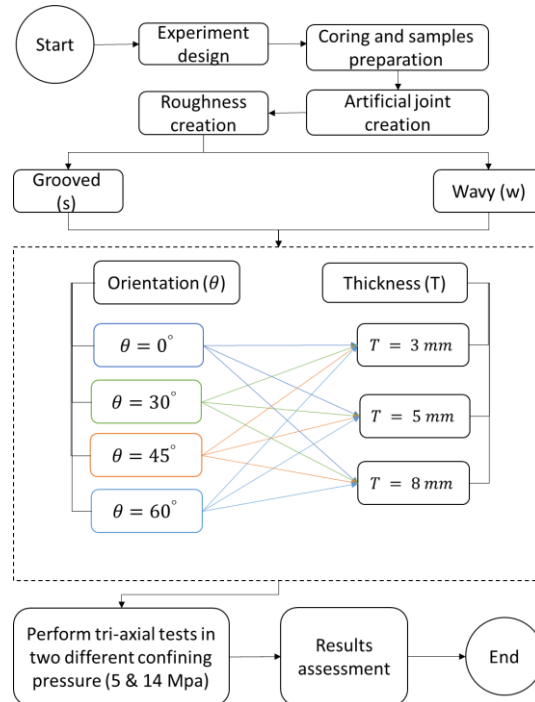 Start
Experiment
design
Coring and samples
preparation
Roughness
creation
Artificial joint
creation
Grooved
(s)
Wavy (w)
Orientation (θ)
Thickness (T)
θ = 0°
T = 3 mm
θ = 30°
T = 5 mm
θ = 45°
T = 8 mm
θ = 60°
Perform tri-axial tests in
two different confining
pressure (5 & 14 Mpa)
Results
assessment
End